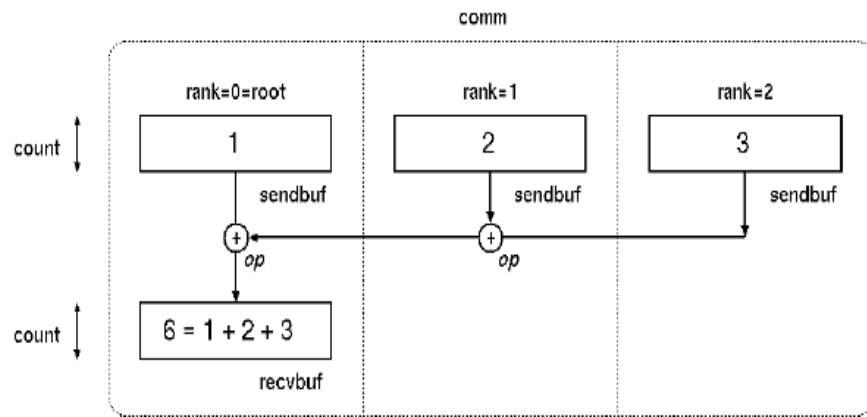 comm
rank=0=root
rank=1
rank=2
count
1
2
3
sendbuf
sendbuf
sendbuf
+
+
op
op
count
6 = 1 + 2 + 3
recvbuf